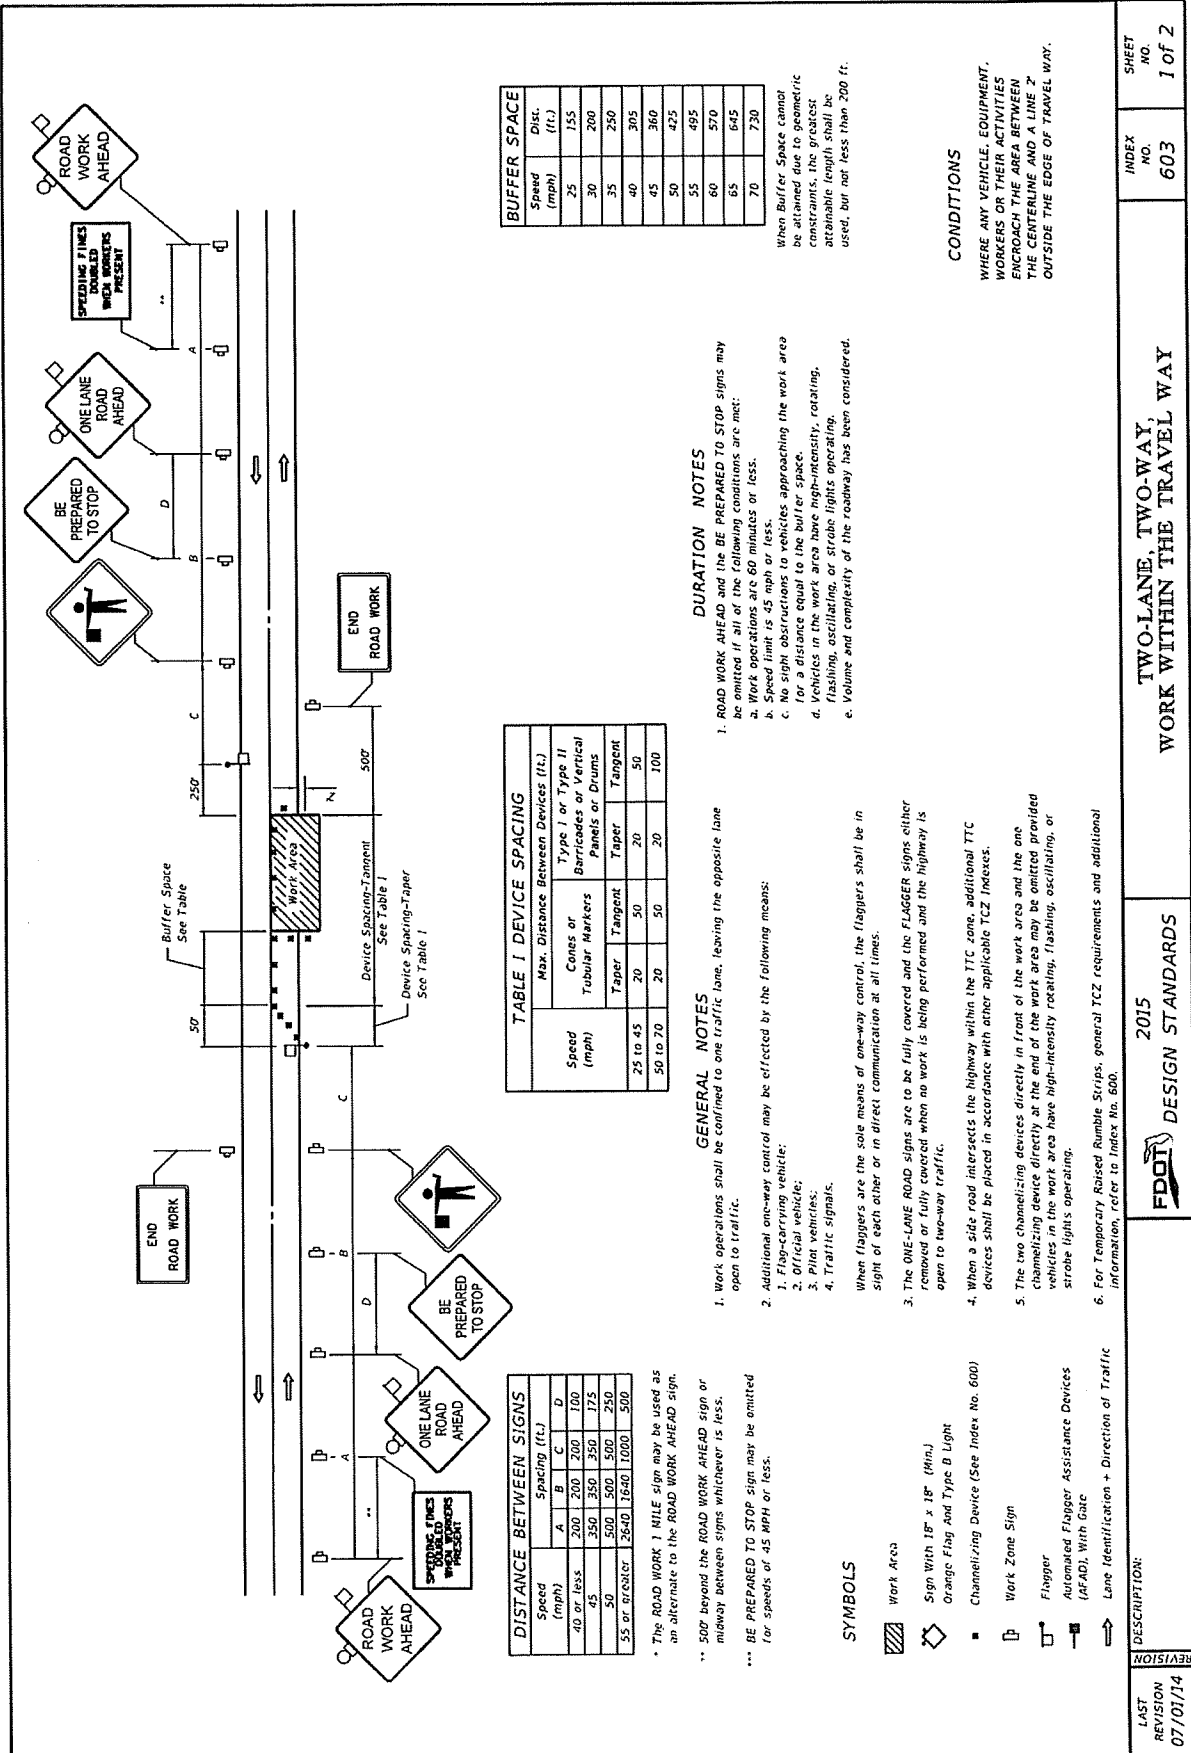 ROAD
WORK
AHEAD
SPEEDING FINES
DOUBLED
WHEN WORKERS
PRESENT
**
A
ONE LANE
ROAD
AHEAD
D
BE
PREPARED
TO STOP
B
C
END
ROAD WORK
250'
500'
2'
Work Area
Buffer Space
See Table
Device Spacing-Tangent
See Table I
Device Spacing-Taper
See Table I
50'
C
END
ROAD WORK
B
D
BE
PREPARED
TO STOP
ONE LANE
ROAD
AHEAD
A
**
SPEEDING FINES
DOUBLED
WHEN WORKERS
PRESENT
ROAD
WORK
AHEAD
DISTANCE BETWEEN SIGNS
Speed
(mph)
Spacing (ft.)
A B C D
40 or less 200 200 200 100
45 350 350 350 175
50 500 500 500 250
55 or greater 2640 1640 1000 500
* The ROAD WORK 1 MILE sign may be used as
an alternate to the ROAD WORK AHEAD sign.
** 500' beyond the ROAD WORK AHEAD sign or
midway between signs whichever is less.
*** BE PREPARED TO STOP sign may be omitted
for speeds of 45 MPH or less.
SYMBOLS
Work Area
Sign With 18" x 18" (Min.)
Orange Flag And Type B Light
Channelizing Device (See Index No. 600)
Work Zone Sign
Flagger
Automated Flagger Assistance Devices
(AFAD), With Gate
Lane Identification + Direction of Traffic
TABLE I DEVICE SPACING
Speed
(mph)
Max. Distance Between Devices (ft.)
Cones or
Tubular Markers
Type I or Type II
Barricades or Vertical
Panels or Drums
Taper Tangent Taper Tangent
25 to 45 20 50 20 50
50 to 70 20 50 20 100
GENERAL NOTES
1. Work operations shall be confined to one traffic lane, leaving the opposite lane
open to traffic.
2. Additional one-way control may be effected by the following means:
1. Flag-carrying vehicle;
2. Official vehicle;
3. Pilot vehicles;
4. Traffic signals.
When flaggers are the sole means of one-way control, the flaggers shall be in
sight of each other or in direct communication at all times.
3. The ONE-LANE ROAD signs are to be fully covered and the FLAGGER signs either
removed or fully covered when no work is being performed and the highway is
open to two-way traffic.
4. When a side road intersects the highway within the TTC zone, additional TTC
devices shall be placed in accordance with other applicable TCZ Indexes.
5. The two channelizing devices directly in front of the work area and the one
channelizing device directly at the end of the work area may be omitted provided
vehicles in the work area have high-intensity rotating, flashing, oscillating, or
strobe lights operating.
6. For Temporary Raised Rumble Strips, general TCZ requirements and additional
information, refer to Index No. 600.
BUFFER SPACE
Speed
(mph)
Dist.
(ft.)
25 155
30 200
35 250
40 305
45 360
50 425
55 495
60 570
65 645
70 730
When Buffer Space cannot
be attained due to geometric
constraints, the greatest
attainable length shall be
used, but not less than 200 ft.
DURATION NOTES
1. ROAD WORK AHEAD and the BE PREPARED TO STOP signs may
be omitted if all of the following conditions are met:
a. Work operations are 60 minutes or less.
b. Speed limit is 45 mph or less.
c. No sight obstructions to vehicles approaching the work area
for a distance equal to the buffer space.
d. Vehicles in the work area have high-intensity, rotating,
flashing, oscillating, or strobe lights operating.
e. Volume and complexity of the roadway has been considered.
CONDITIONS
WHERE ANY VEHICLE, EQUIPMENT,
WORKERS OR THEIR ACTIVITIES
ENCROACH THE AREA BETWEEN
THE CENTERLINE AND A LINE 2'
OUTSIDE THE EDGE OF TRAVEL WAY.
LAST
REVISION
07/01/14
REVISION
DESCRIPTION:
FDOT
2015
DESIGN STANDARDS
TWO-LANE, TWO-WAY,
WORK WITHIN THE TRAVEL WAY
INDEX
NO.
603
SHEET
NO.
1 of 2